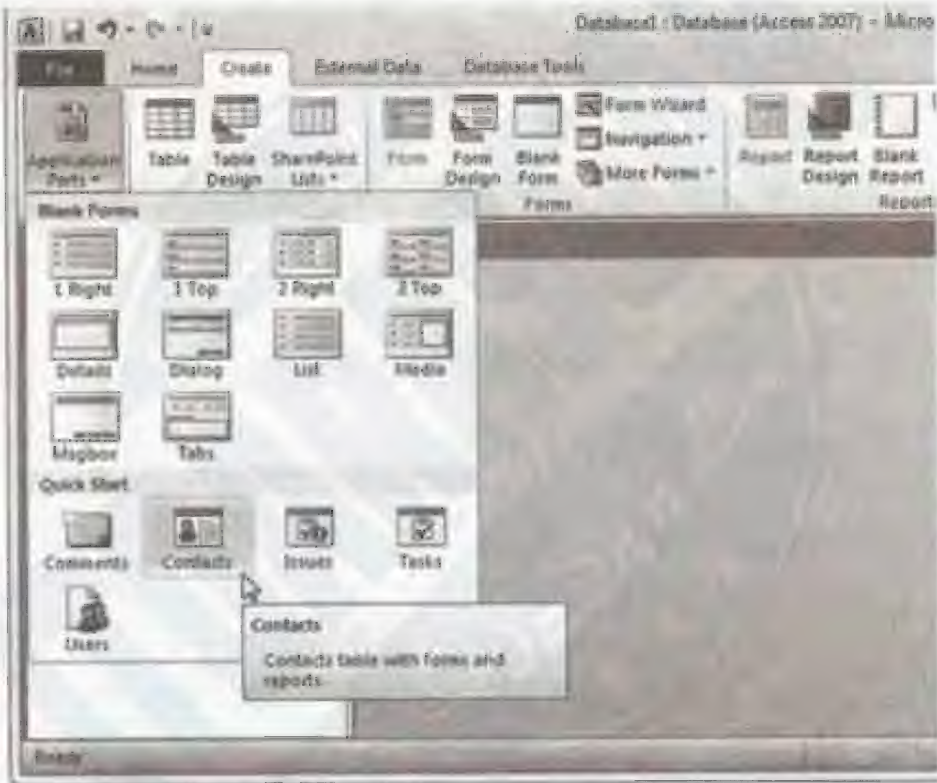 Database1 : Database (Access 2007) - Micro
File Home Create External Data Database Tools
Application Parts
Table
Table Design
SharePoint Lists
Form
Form Design
Blank Form
Form Wizard
Navigation
More Forms
Report
Report Design
Blank Report
Forms
Report
Blank Forms
1 Right 1 Top 2 Right 2 Top
Details Dialog List Media
Msgbox Tabs
Quick Start
Comments Contacts Issues Tasks
Users
Contacts
Contacts table with forms and
reports.
Ready